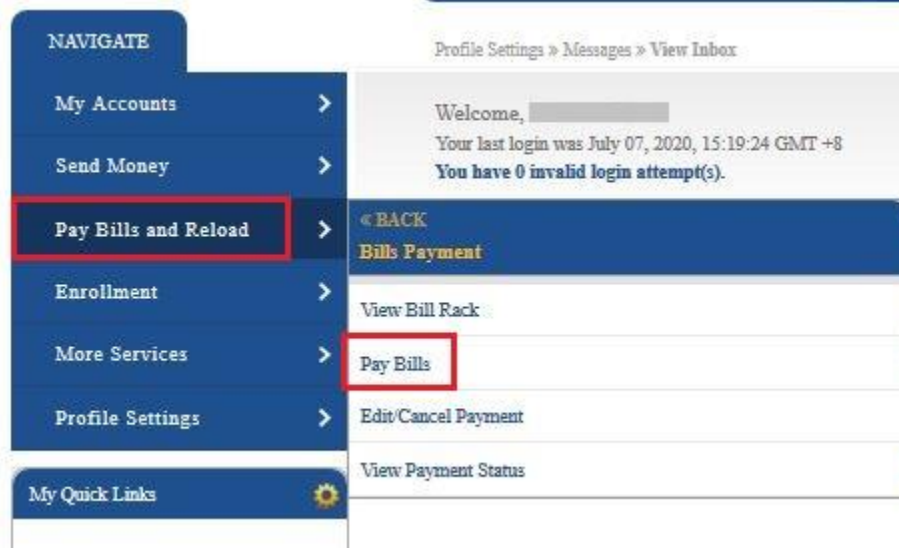 NAVIGATE
My Accounts
Send Money
Pay Bills and Reload
Enrollment
More Services
Profile Settings
My Quick Links
Profile Settings » Messages » View Inbox
Welcome,
Your last login was July 07, 2020, 15:19:24 GMT +8
You have 0 invalid login attempt(s).
« BACK
Bills Payment
View Bill Rack
Pay Bills
Edit/Cancel Payment
View Payment Status